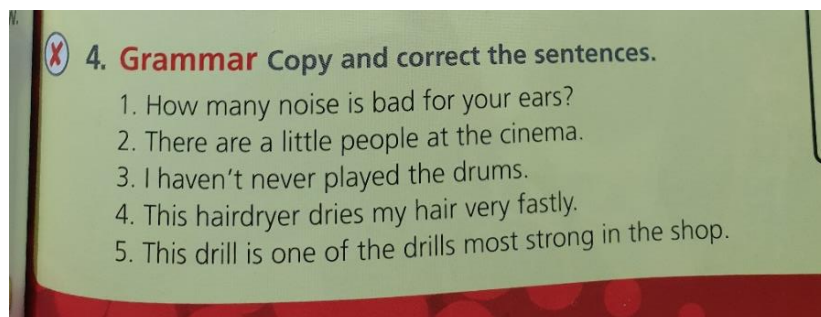 4. Grammar Copy and correct the sentences.
1. How many noise is bad for your ears?
2. There are a little people at the cinema.
3. I haven't never played the drums.
4. This hairdryer dries my hair very fastly.
5. This drill is one of the drills most strong in the shop.